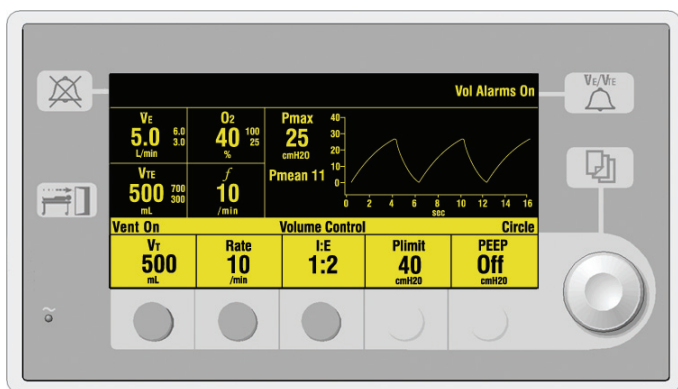 Vol Alarms On
VE/VTE
VE
5.0 6.0
3.0
L/min
O2
40 100
25
%
Pmax
25
cmH2O
40
30
20
10
0
VTE
500 700
300
mL
f
10
/min
Pmean 11
0 2 4 6 8 10 12 14 16
sec
Vent On Volume Control Circle
VT
500
mL
Rate
10
/min
I:E
1:2
Plimit
40
cmH2O
PEEP
Off
cmH2O